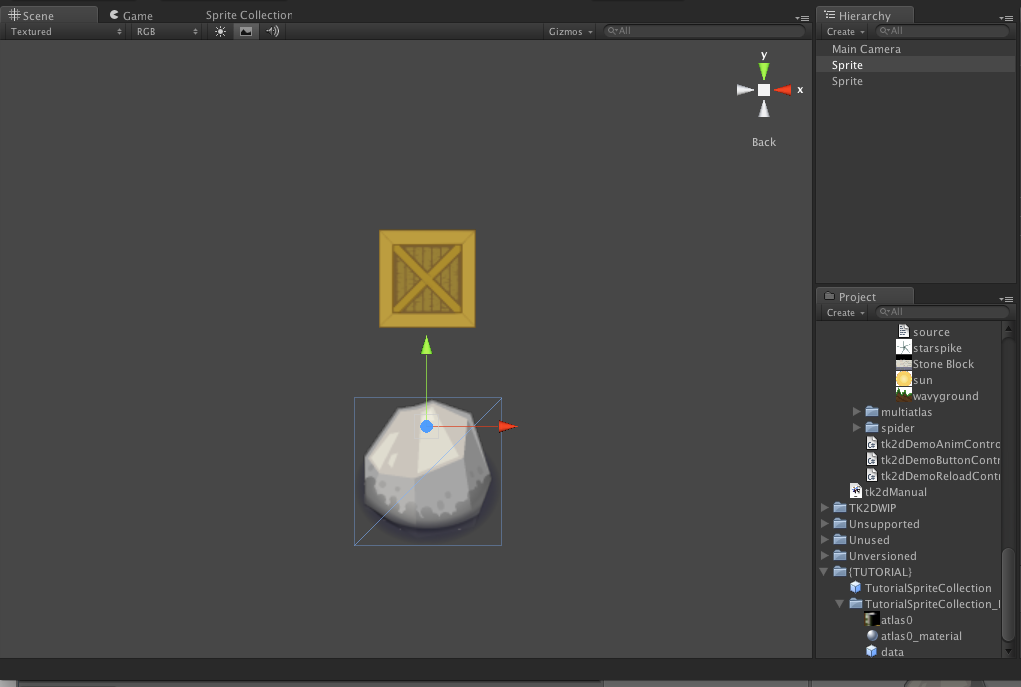 Scene Game Sprite Collection
Textured RGB Gizmos All
y
x
Back
Hierarchy
Create All
Main Camera
Sprite
Sprite
Project
Create All
source
starspike
Stone Block
sun
wavyground
multiatlas
spider
tk2dDemoAnimContro
tk2dDemoButtonContr
tk2dDemoReloadCont
tk2dManual
TK2DWIP
Unsupported
Unused
Unversioned
{TUTORIAL}
TutorialSpriteCollection
TutorialSpriteCollection_
atlas0
atlas0_material
data